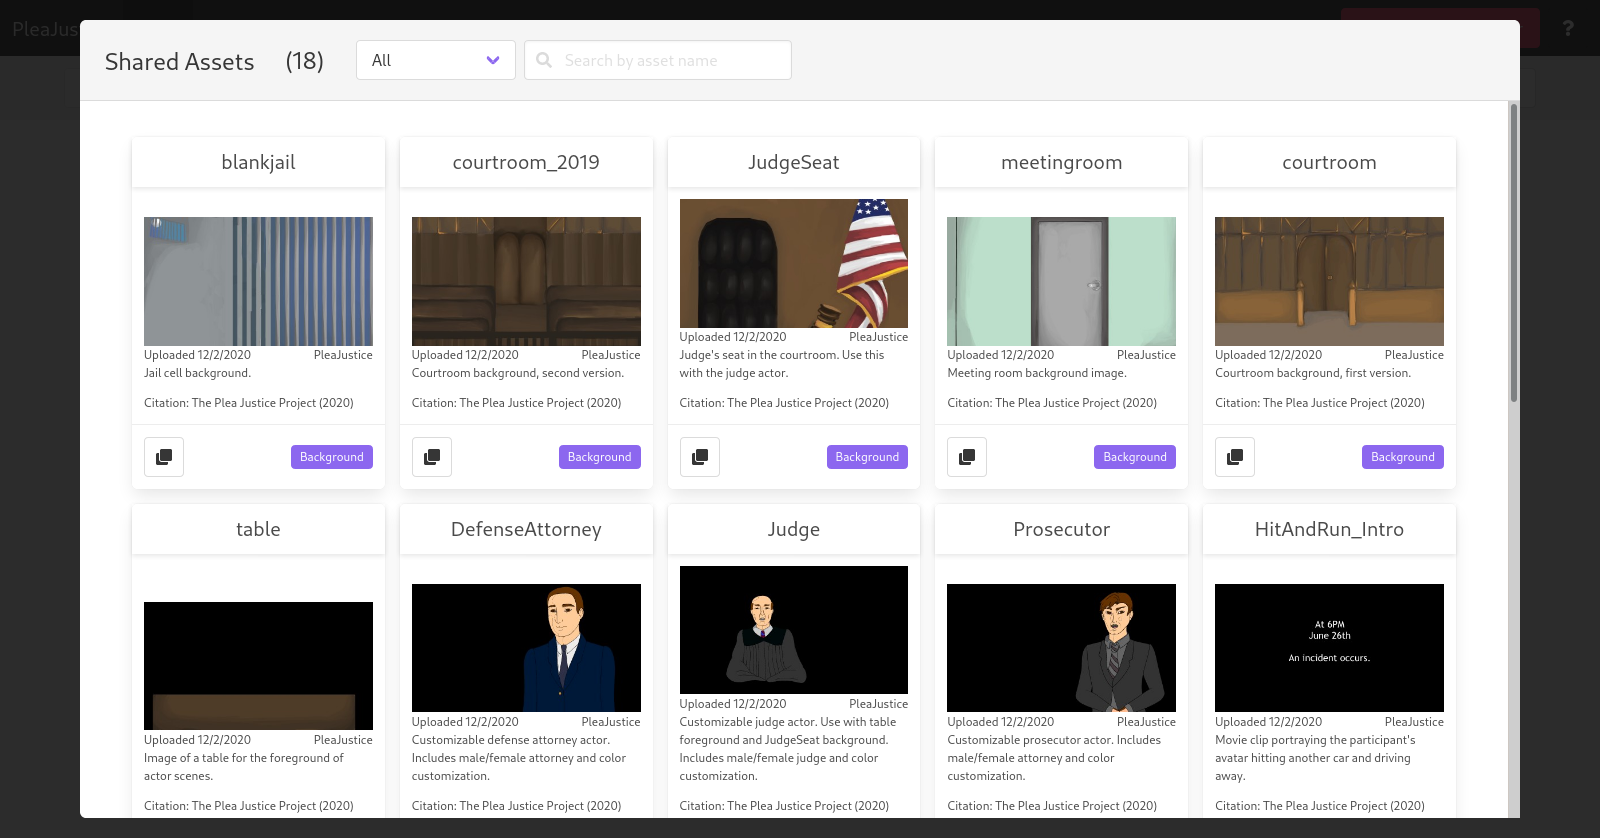 PleaJus
?
Shared Assets (18) All Search by asset name
blankjail
Uploaded 12/2/2020 PleaJustice
Jail cell background.
Citation: The Plea Justice Project (2020)
Background
courtroom_2019
Uploaded 12/2/2020 PleaJustice
Courtroom background, second version.
Citation: The Plea Justice Project (2020)
Background
JudgeSeat
Uploaded 12/2/2020 PleaJustice
Judge's seat in the courtroom. Use this
with the judge actor.
Citation: The Plea Justice Project (2020)
Background
meetingroom
Uploaded 12/2/2020 PleaJustice
Meeting room background image.
Citation: The Plea Justice Project (2020)
Background
courtroom
Uploaded 12/2/2020 PleaJustice
Courtroom background, first version.
Citation: The Plea Justice Project (2020)
Background
table
Uploaded 12/2/2020 PleaJustice
Image of a table for the foreground of
actor scenes.
Citation: The Plea Justice Project (2020)
DefenseAttorney
Uploaded 12/2/2020 PleaJustice
Customizable defense attorney actor.
Includes male/female attorney and color
customization.
Citation: The Plea Justice Project (2020)
Judge
Uploaded 12/2/2020 PleaJustice
Customizable judge actor. Use with table
foreground and JudgeSeat background.
Includes male/female judge and color
customization.
Citation: The Plea Justice Project (2020)
Prosecutor
Uploaded 12/2/2020 PleaJustice
Customizable prosecutor actor. Includes
male/female attorney and color
customization.
Citation: The Plea Justice Project (2020)
HitAndRun_Intro
At 6PM
June 26th
An incident occurs.
Uploaded 12/2/2020 PleaJustice
Movie clip portraying the participant's
avatar hitting another car and driving
away.
Citation: The Plea Justice Project (2020)